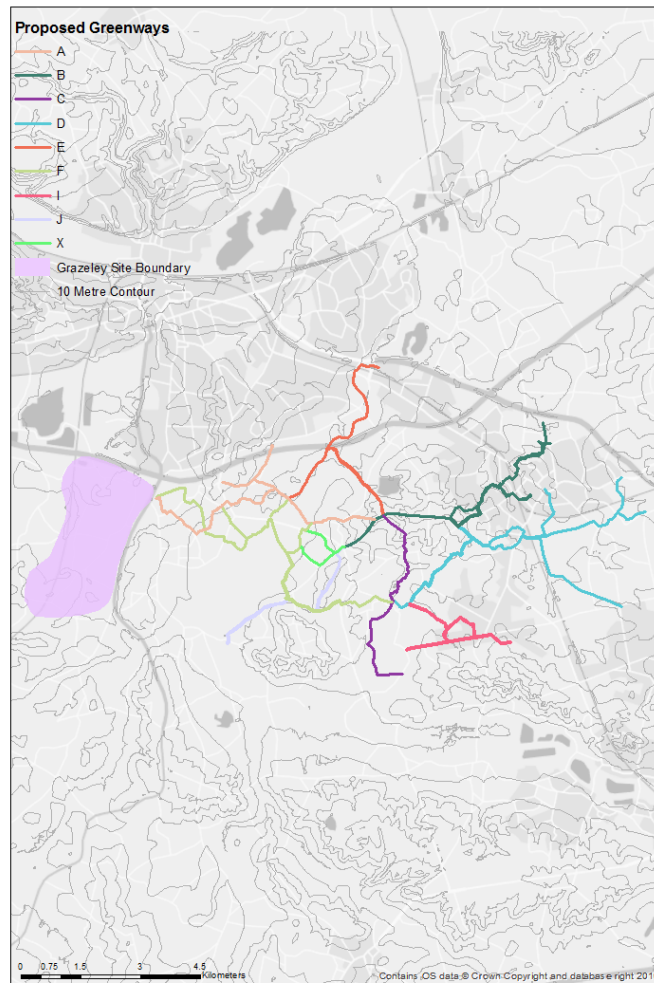 Proposed Greenways
A
B
C
D
E
F
I
J
X
Grazeley Site Boundary
10 Metre Contour
0 0.75 1.5 3 4.5
Kilometers
Contains OS data © Crown Copyright and database right 201